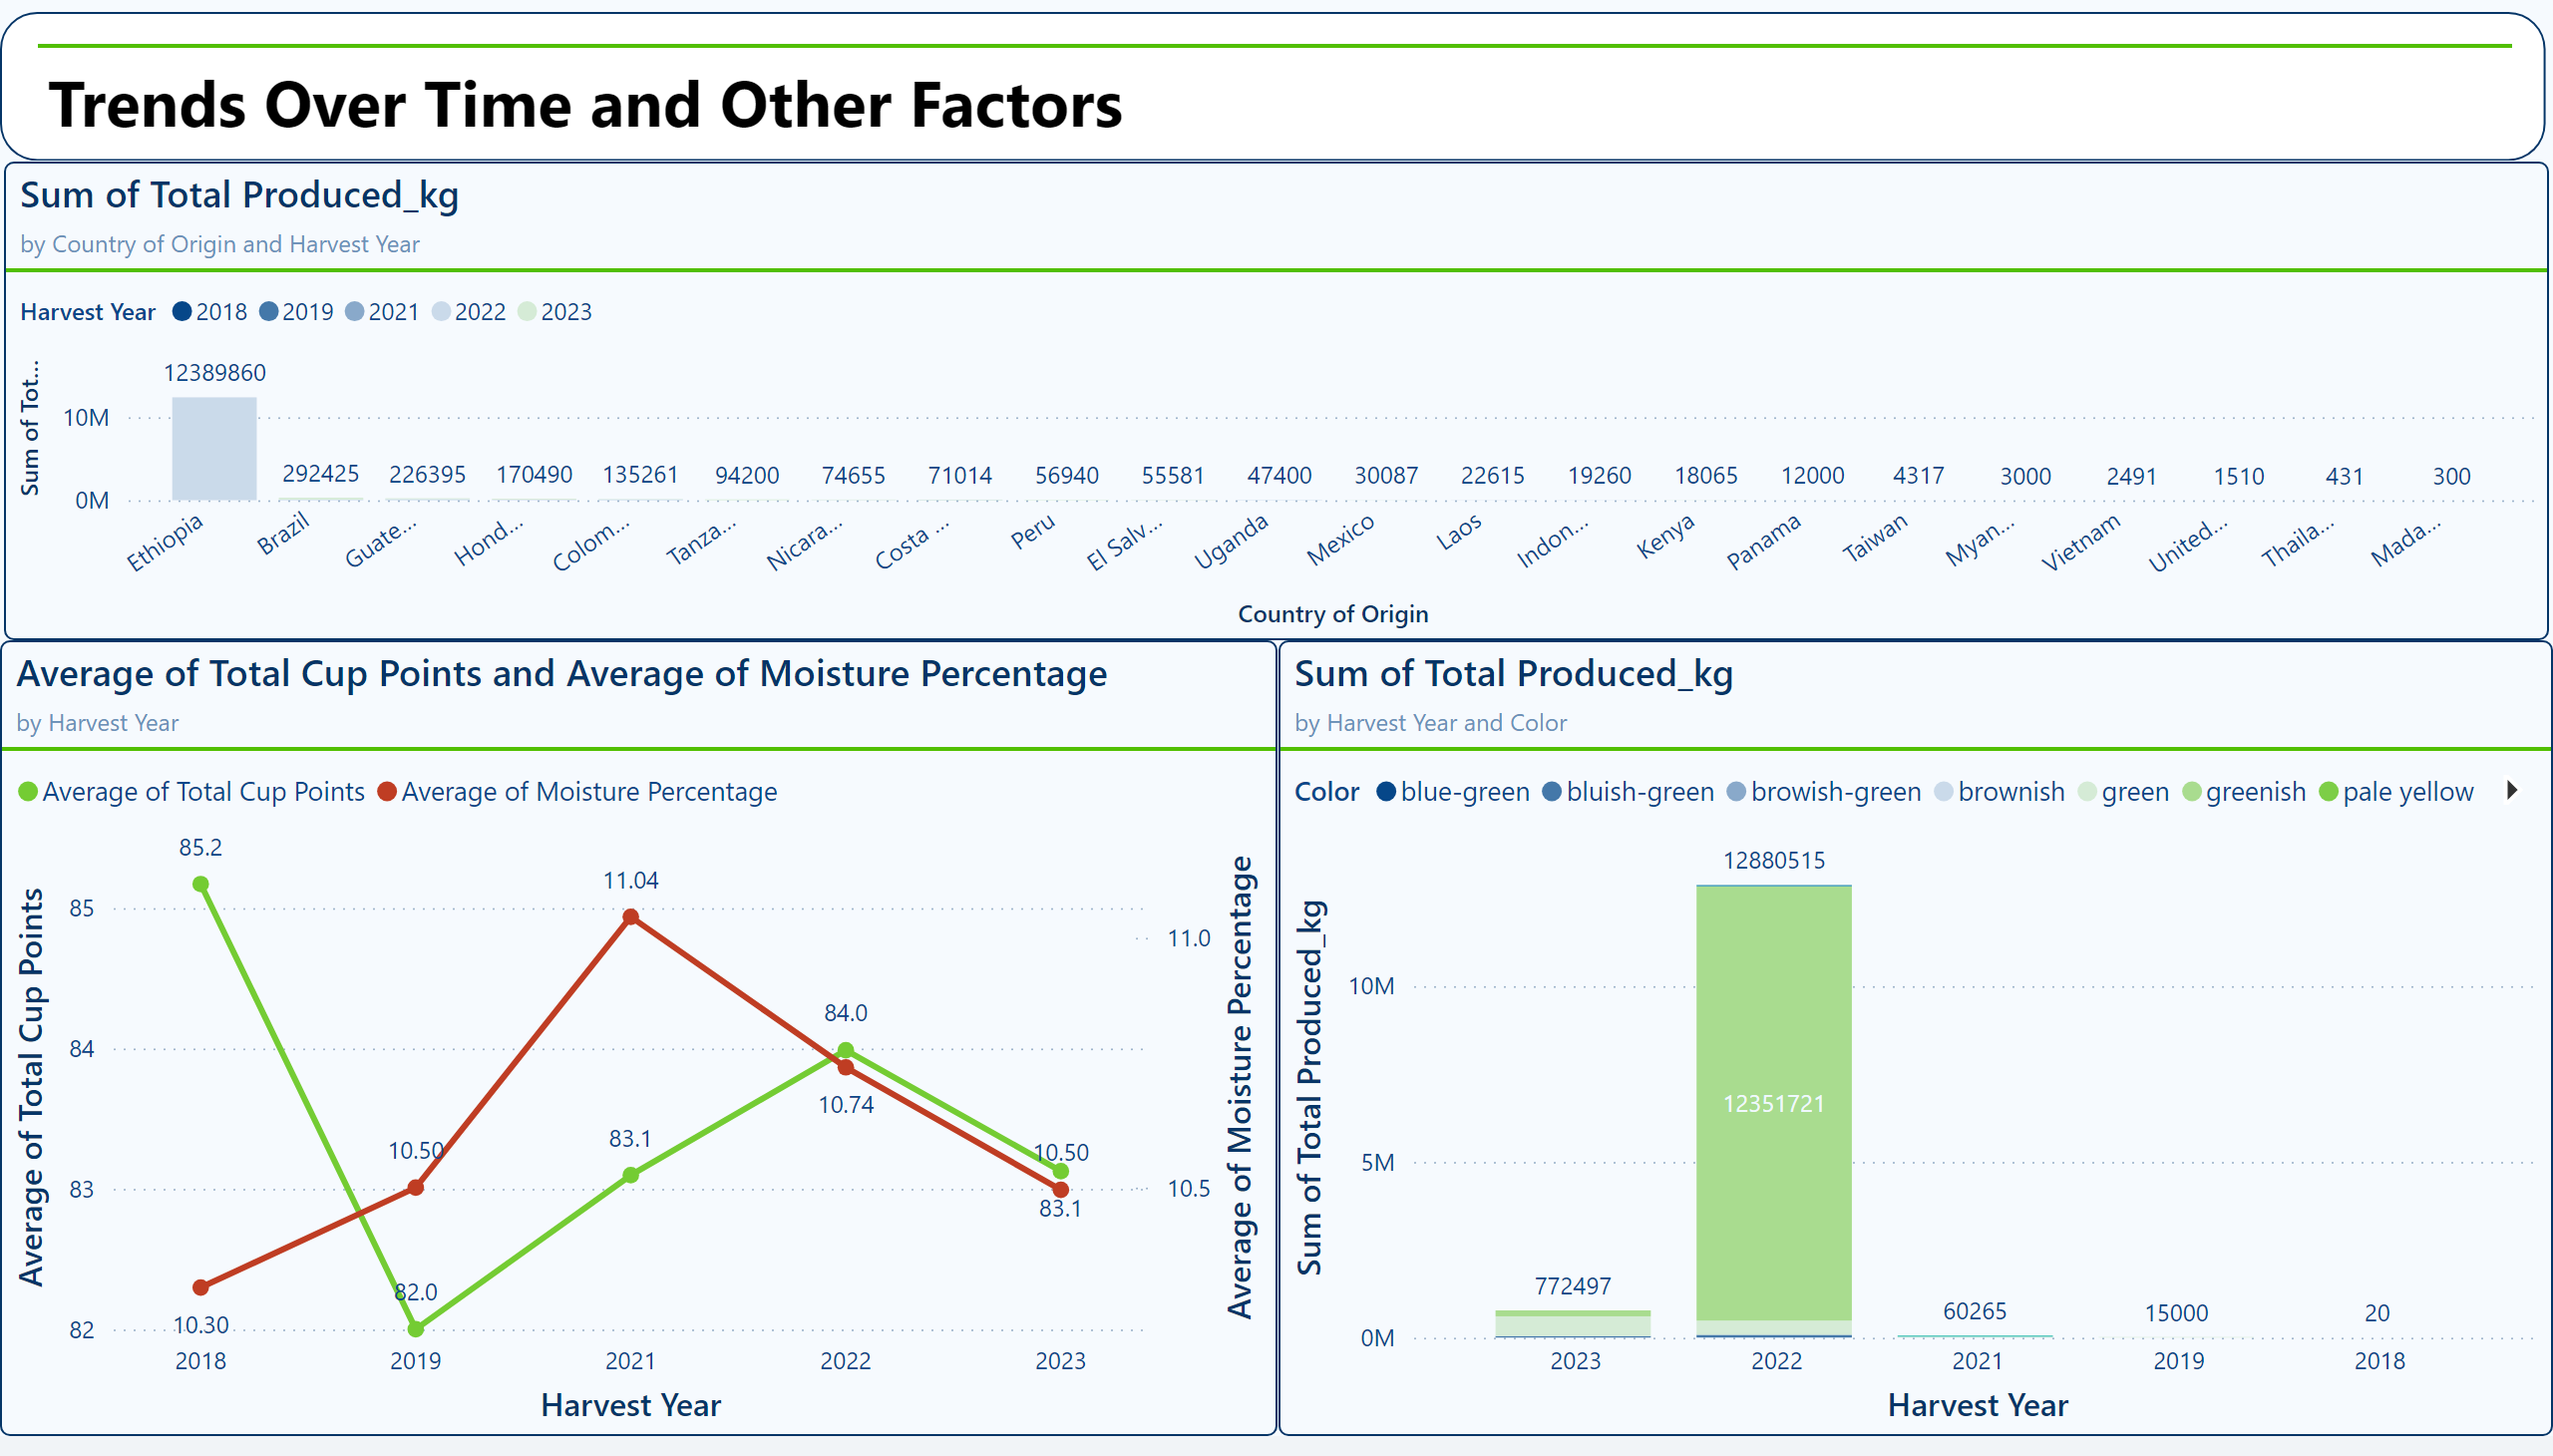 Trends Over Time and Other Factors
Sum of Total Produced_kg
by Country of Origin and Harvest Year
Harvest Year 2018 2019 2021 2022 2023
Sum of Tot...
10M
0M
12389860 292425 226395 170490 135261 94200 74655 71014 56940 55581 47400 30087 22615 19260 18065 12000 4317 3000 2491 1510 431 300
Ethiopia Brazil Guate... Hond... Colom... Tanza... Nicara... Costa ... Peru El Salv... Uganda Mexico Laos Indon... Kenya Panama Taiwan Myan... Vietnam United... Thaila... Mada...
Country of Origin
Average of Total Cup Points and Average of Moisture Percentage
by Harvest Year
Average of Total Cup Points Average of Moisture Percentage
Average of Total Cup Points
85
84
83
82
85.2
82.0
83.1
84.0
83.1
10.30
10.50
11.04
10.74
10.50
11.0
10.5
Average of Moisture Percentage
2018 2019 2021 2022 2023
Harvest Year
Sum of Total Produced_kg
by Harvest Year and Color
Color blue-green bluish-green browish-green brownish green greenish pale yellow
Sum of Total Produced_kg
10M
5M
0M
772497
12880515
12351721
60265
15000
20
2023 2022 2021 2019 2018
Harvest Year